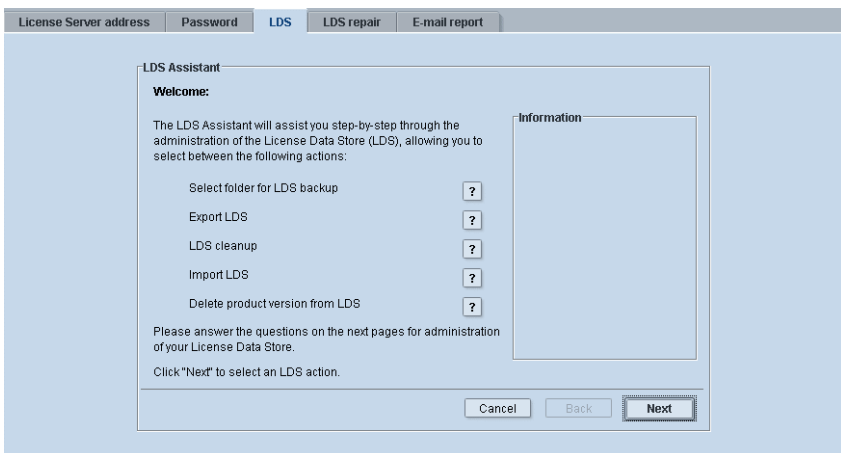 License Server address Password LDS LDS repair E-mail report
LDS Assistant
Welcome:
Information
The LDS Assistant will assist you step-by-step through the
administration of the License Data Store (LDS), allowing you to
select between the following actions:
Select folder for LDS backup ?
Export LDS ?
LDS cleanup ?
Import LDS ?
Delete product version from LDS ?
Please answer the questions on the next pages for administration
of your License Data Store.
Click "Next" to select an LDS action.
Cancel Back Next